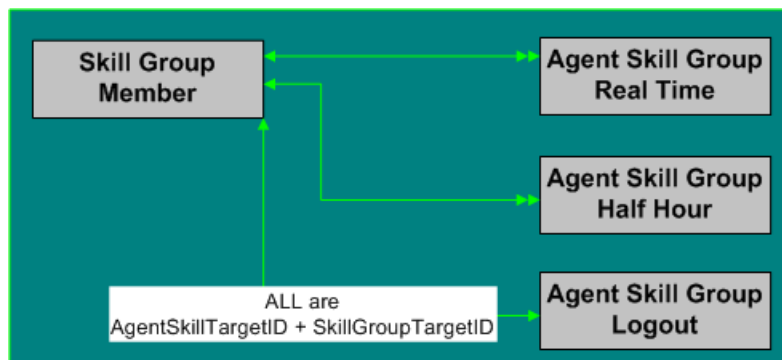 Skill Group
Member
Agent Skill Group
Real Time
Agent Skill Group
Half Hour
ALL are
AgentSkillTargetID + SkillGroupTargetID
Agent Skill Group
Logout